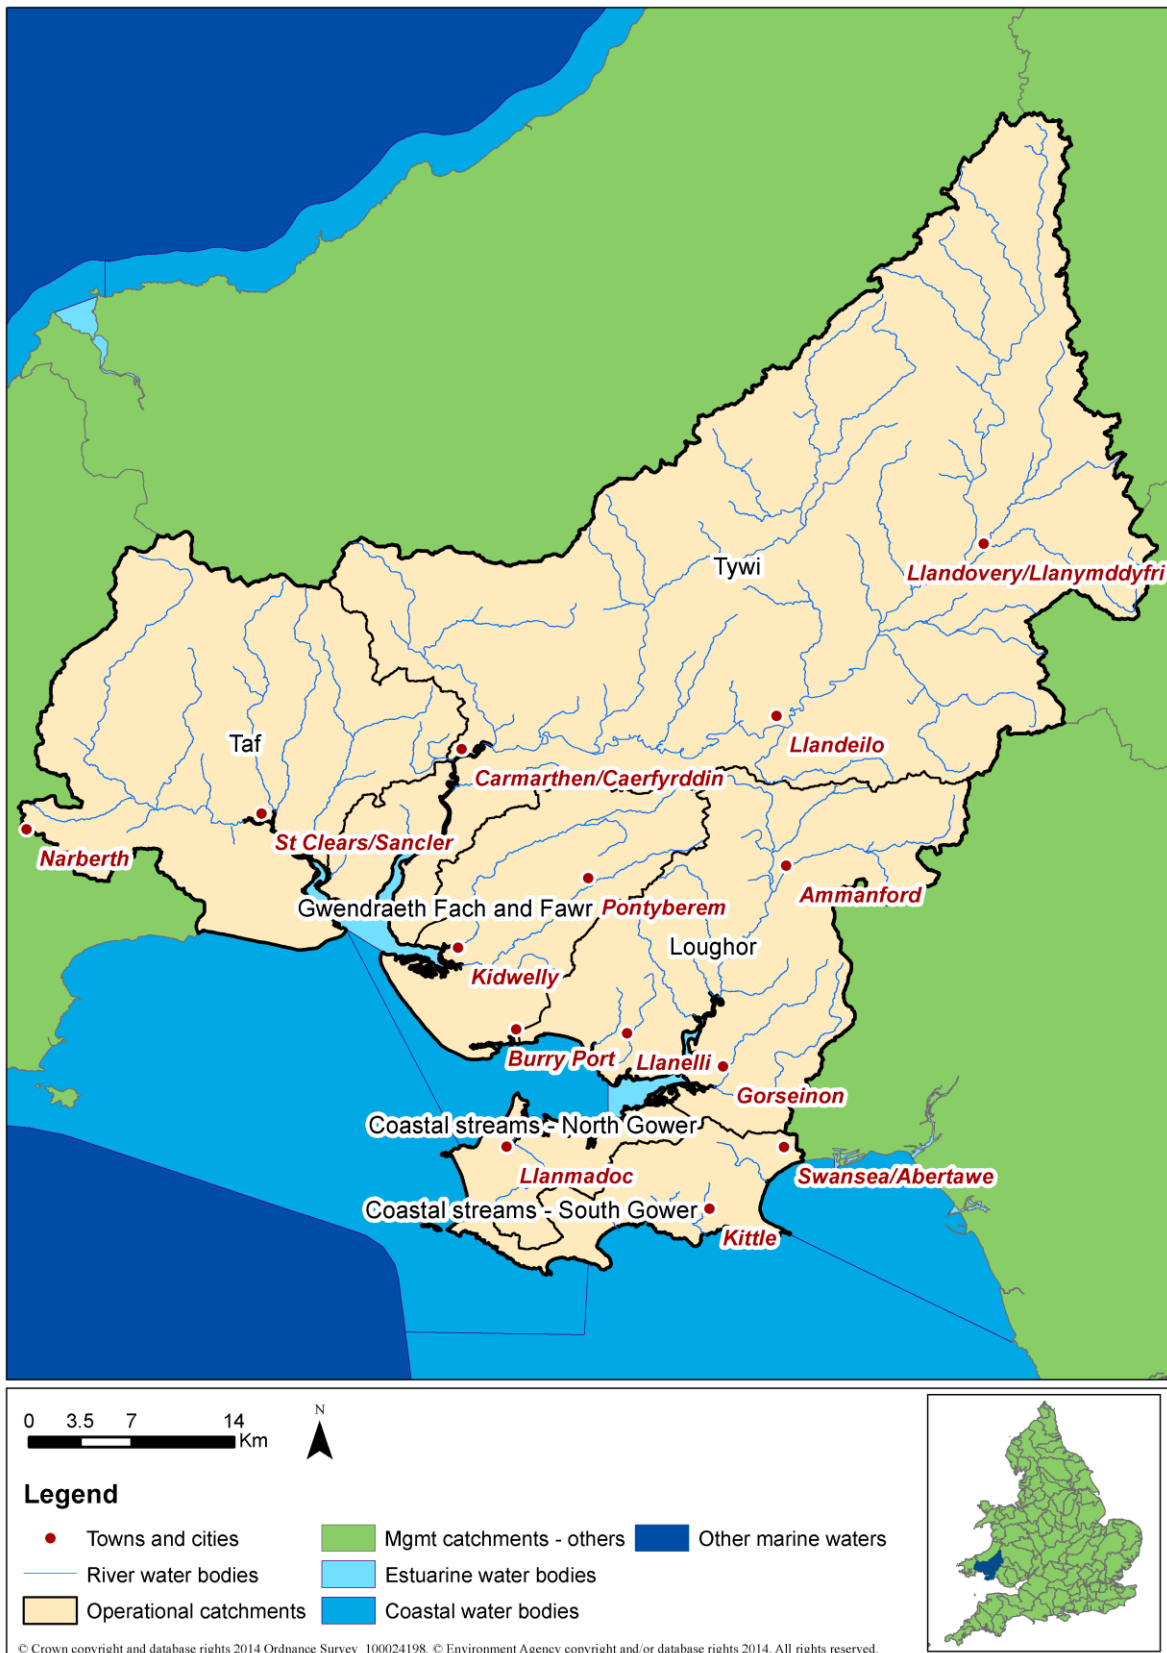 Tywi
Llandovery/Llanymddyfri
Llandeilo
Taf
Carmarthen/Caerfyrddin
St Clears/Sancler
Narberth
Ammanford
Gwendraeth Fach and Fawr
Pontyberem
Loughor
Kidwelly
Burry Port
Llanelli
Gorseinon
Coastal streams - North Gower
Llanmadoc
Swansea/Abertawe
Coastal streams - South Gower
Kittle
0 3.5 7 14
Km
N
Legend
Towns and cities
River water bodies
Operational catchments
Mgmt catchments - others
Estuarine water bodies
Coastal water bodies
Other marine waters
© Crown copyright and database rights 2014 Ordnance Survey 100024198. © Environment Agency copyright and/or database rights 2014. All rights reserved.